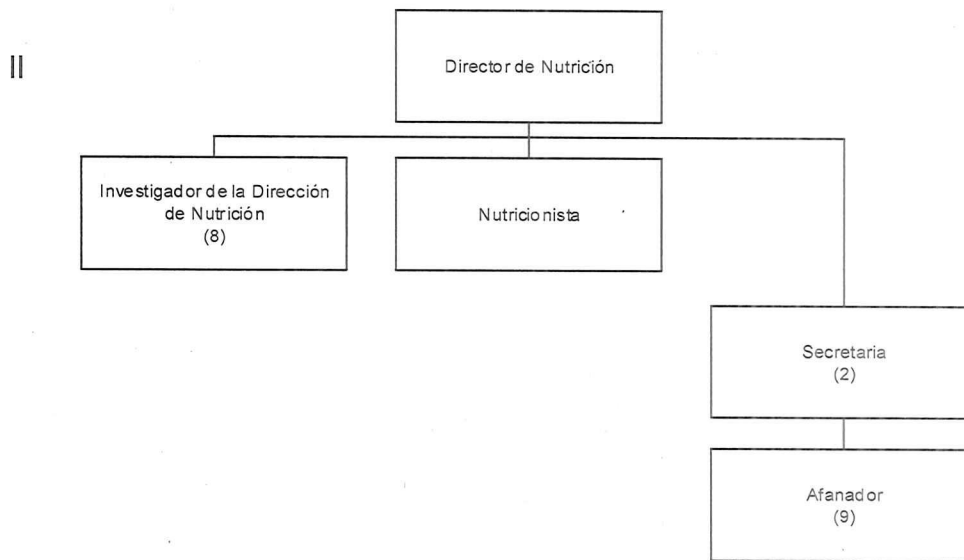 II
Director de Nutrición
Investigador de la Dirección
de Nutrición
(8)
Nutricionista
Secretaria
(2)
Afanador
(9)